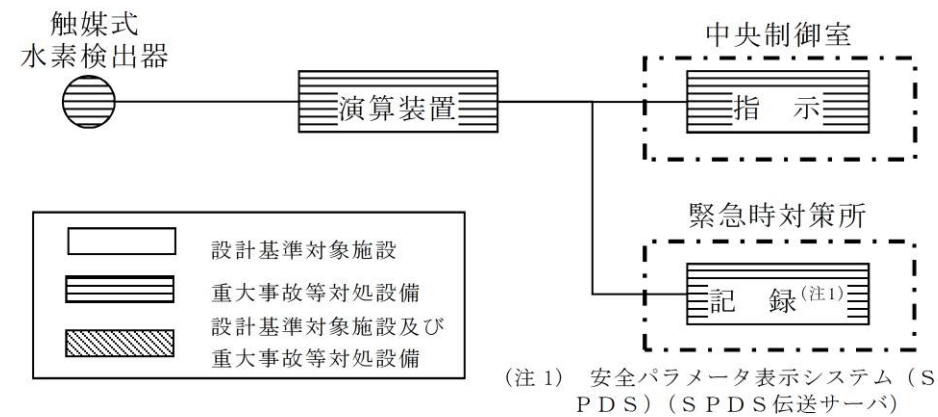 触媒式
水素検出器
演算装置
中央制御室
指　示
緊急時対策所
記　録(注1)
設計基準対象施設
重大事故等対処設備
設計基準対象施設及び
重大事故等対処設備
(注 1)　安全パラメータ表示システム（S
ＰＤＳ）（ＳＰＤＳ伝送サーバ）